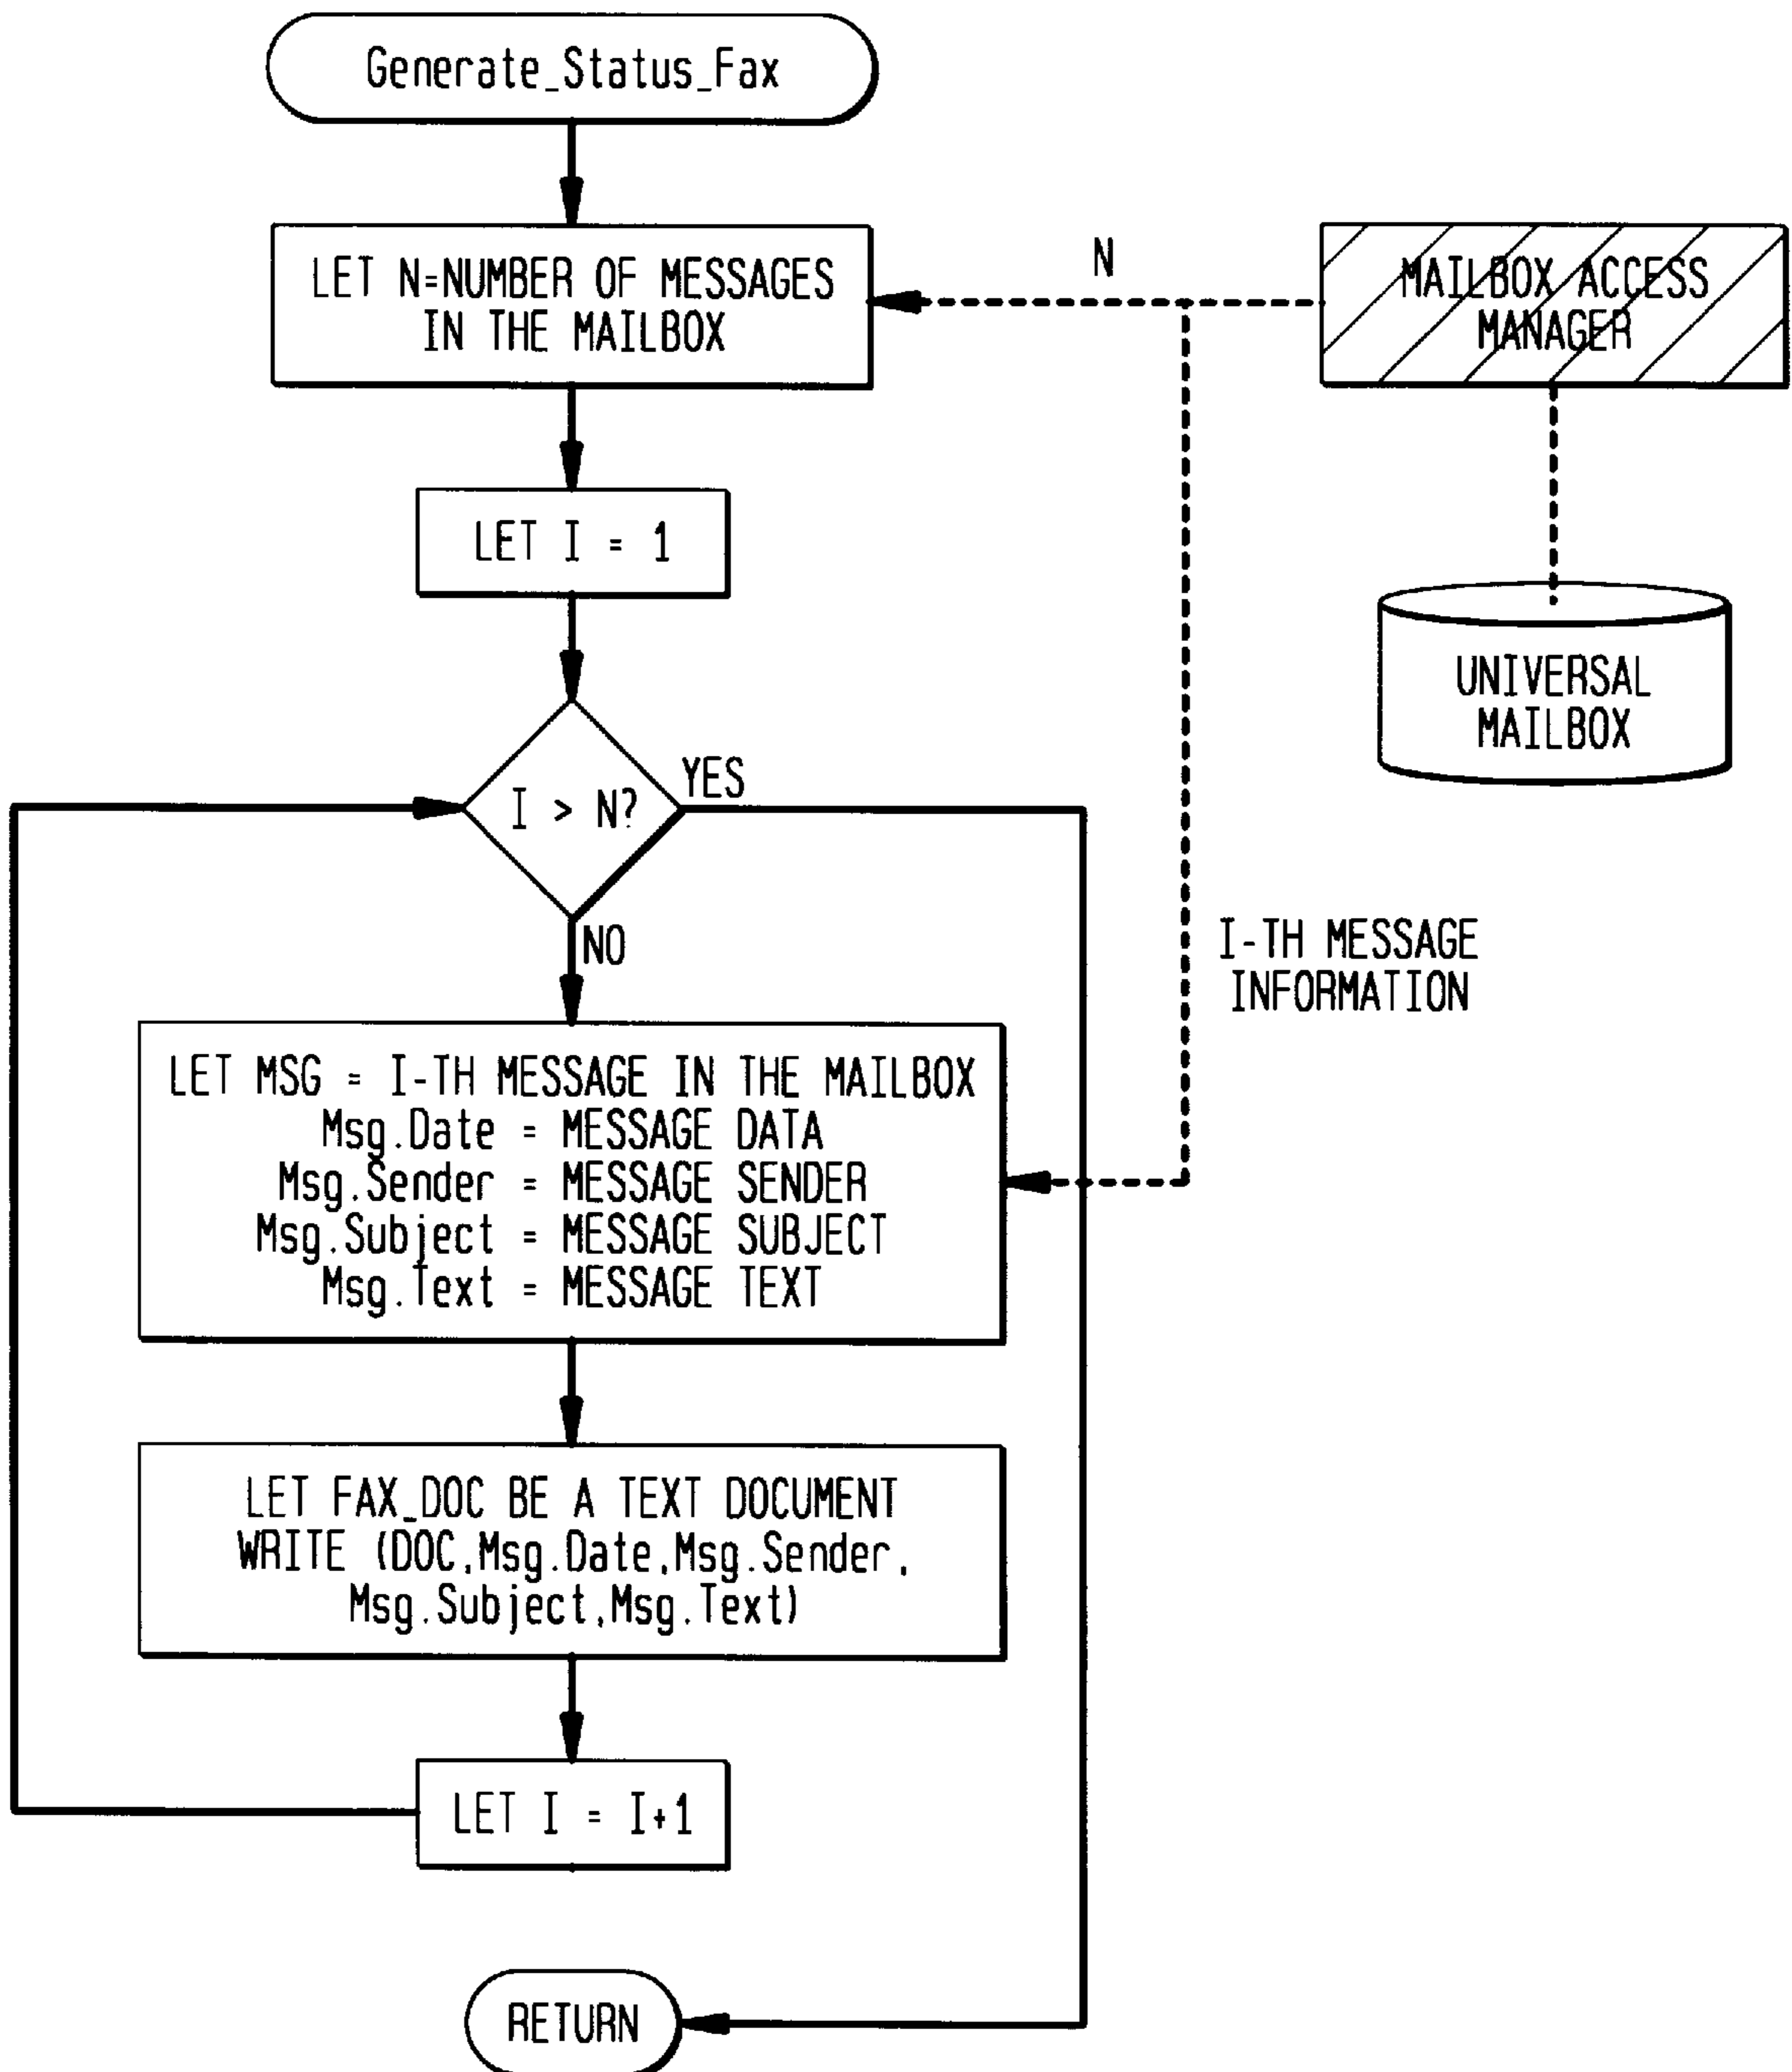 Generate_Status_Fax
LET N=NUMBER OF MESSAGES
IN THE MAILBOX
N
MAILBOX ACCESS
MANAGER
LET I = 1
UNIVERSAL
MAILBOX
I > N?
YES
NO
I-TH MESSAGE
INFORMATION
LET MSG = I-TH MESSAGE IN THE MAILBOX
Msg.Date = MESSAGE DATA
Msg.Sender = MESSAGE SENDER
Msg.Subject = MESSAGE SUBJECT
Msg.Text = MESSAGE TEXT
LET FAX_DOC BE A TEXT DOCUMENT
WRITE (DOC,Msg.Date,Msg.Sender,
Msg.Subject,Msg.Text)
LET I = I+1
RETURN